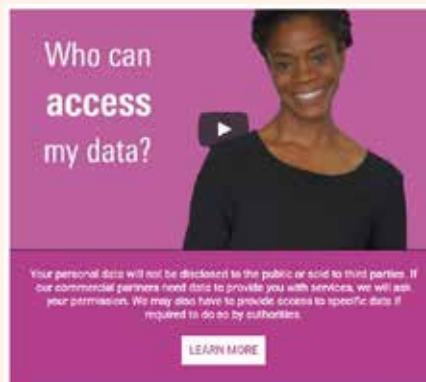 Who can
access
my data?
Your personal data will not be disclosed to the public or sold to third parties. If
our commercial partners need data to provide you with services, we will ask
your permission. We may also have to provide access to specific data if
required to do so by authorities.
LEARN MORE